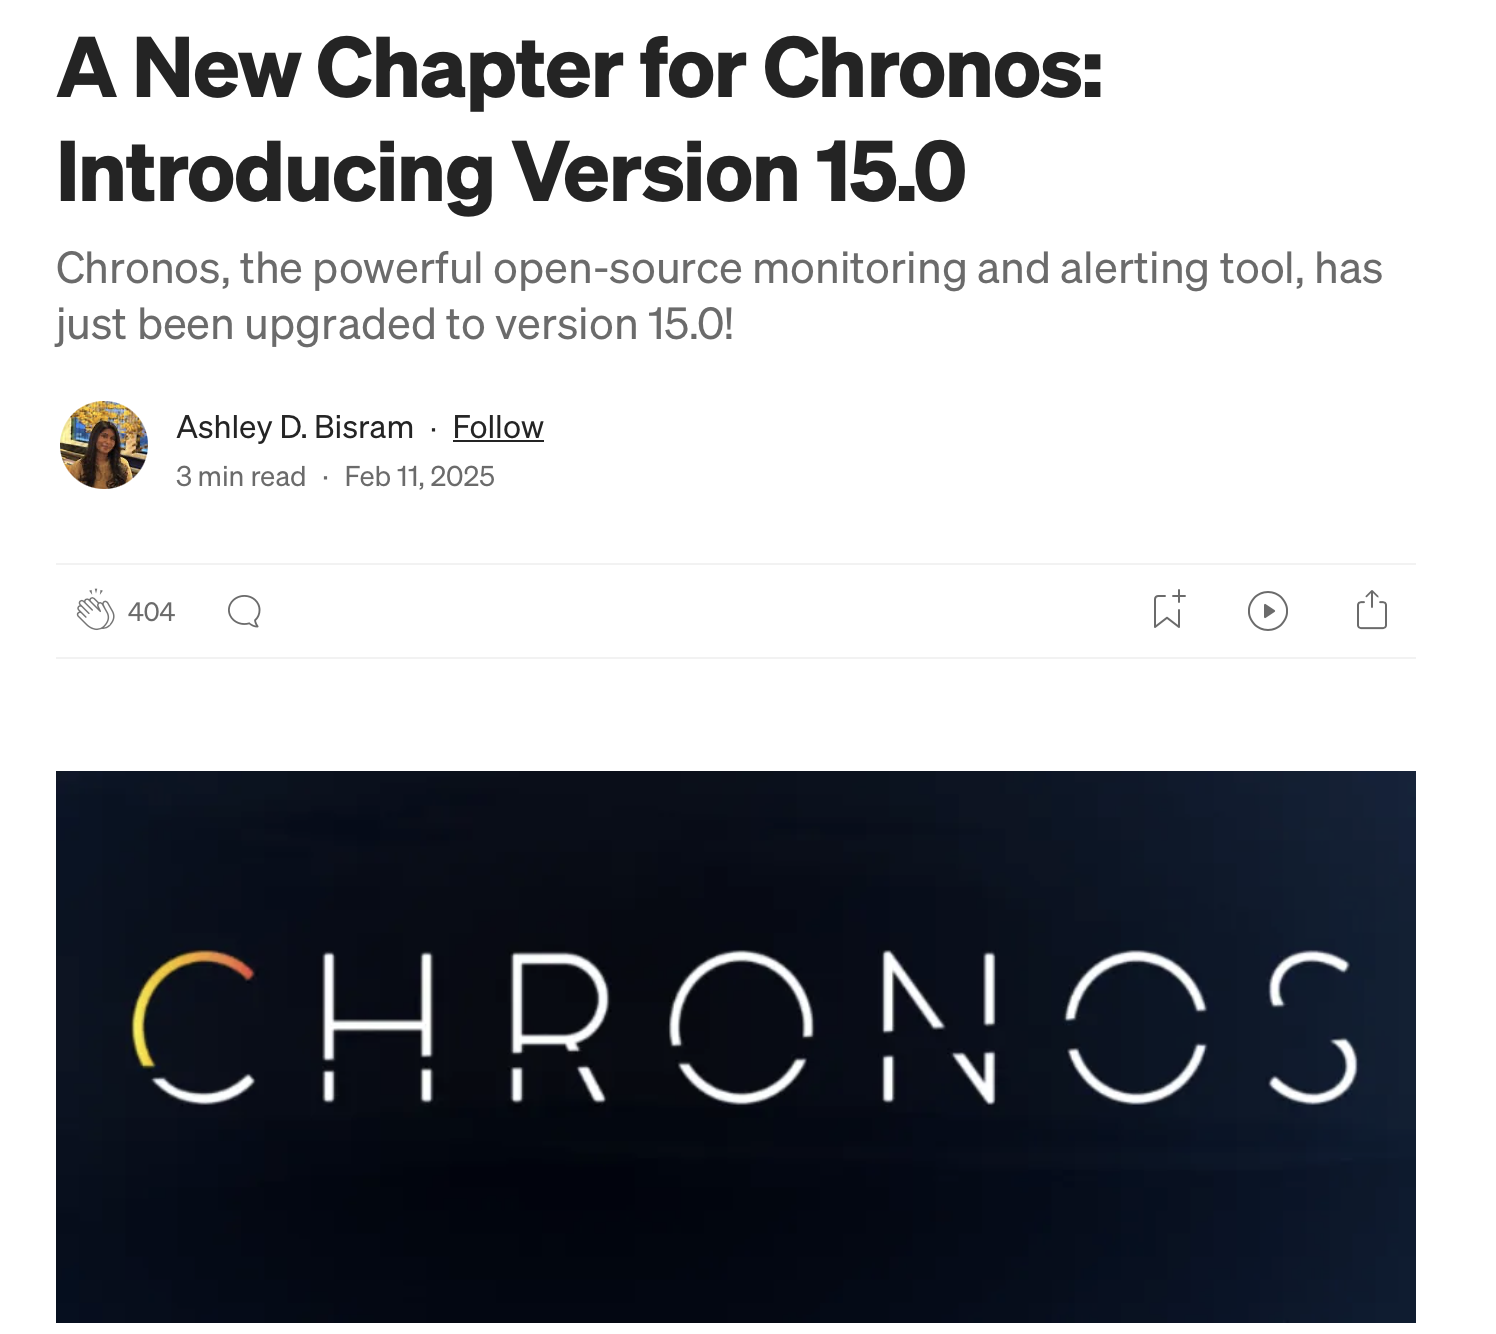 A New Chapter for Chronos:
Introducing Version 15.0
Chronos, the powerful open-source monitoring and alerting tool, has
just been upgraded to version 15.0!
Ashley D. Bisram · Follow
3 min read · Feb 11, 2025
404
CHRONOS